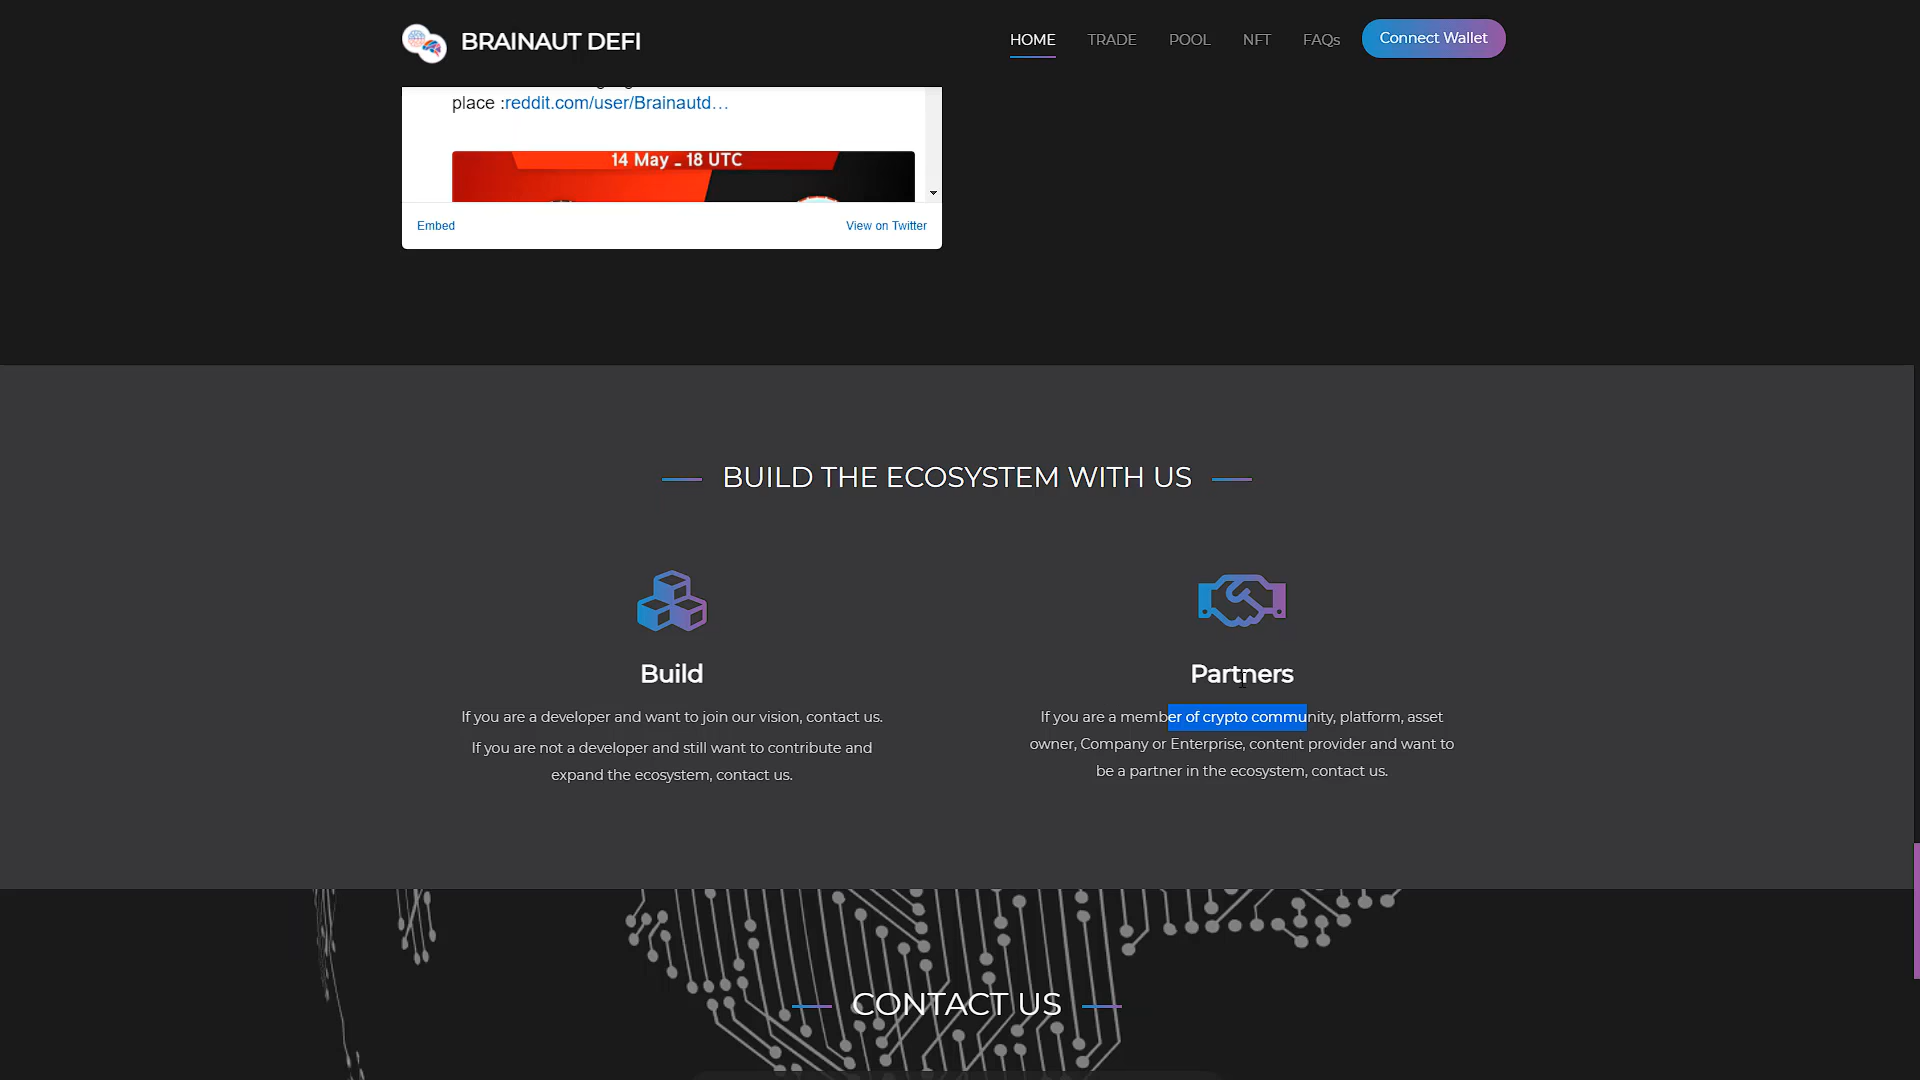 BRAINAUT DEFI
HOME
TRADE
POOL
NFT
FAQs
Connect Wallet
place :reddit.com/user/Brainautd…
14 May _ 18 UTC
Embed
View on Twitter
BUILD THE ECOSYSTEM WITH US
Build
If you are a developer and want to join our vision, contact us.
If you are not a developer and still want to contribute and
expand the ecosystem, contact us.
Partners
If you are a member of crypto community, platform, asset
owner, Company or Enterprise, content provider and want to
be a partner in the ecosystem, contact us.
CONTACT US